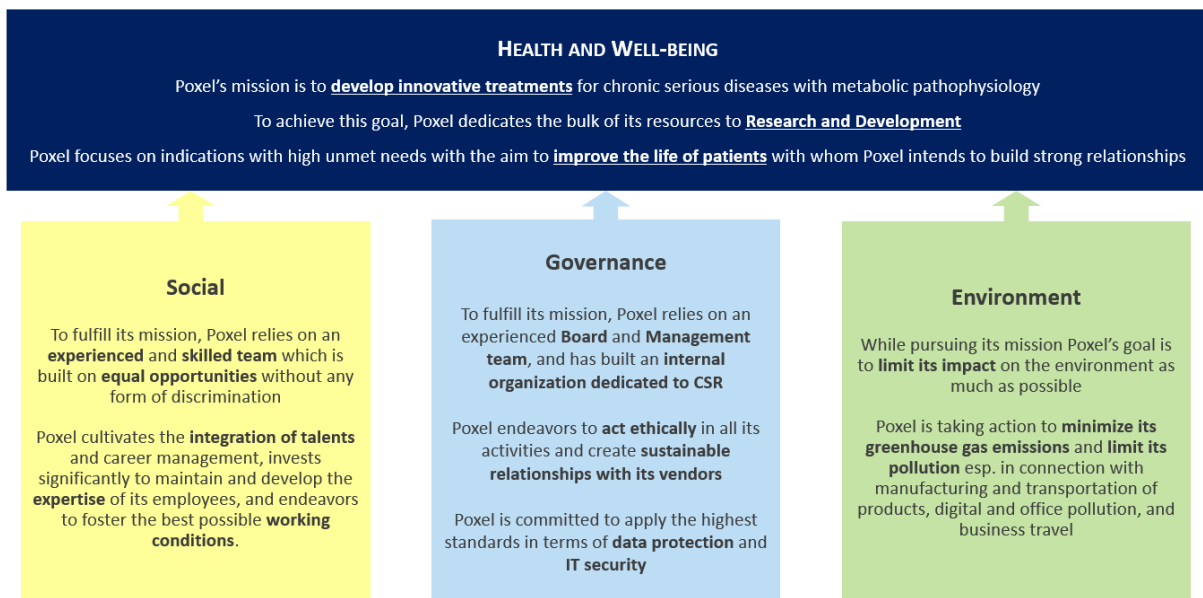 HEALTH AND WELL-BEING
Poxel’s mission is to develop innovative treatments for chronic serious diseases with metabolic pathophysiology
To achieve this goal, Poxel dedicates the bulk of its resources to Research and Development
Poxel focuses on indications with high unmet needs with the aim to improve the life of patients with whom Poxel intends to build strong relationships
Social
To fulfill its mission, Poxel relies on an
experienced and skilled team which is
built on equal opportunities without any
form of discrimination
Poxel cultivates the integration of talents
and career management, invests
significantly to maintain and develop the
expertise of its employees, and endeavors
to foster the best possible working
conditions.
Governance
To fulfill its mission, Poxel relies on an
experienced Board and Management
team, and has built an internal
organization dedicated to CSR
Poxel endeavors to act ethically in all its
activities and create sustainable
relationships with its vendors
Poxel is committed to apply the highest
standards in terms of data protection and
IT security
Environment
While pursuing its mission Poxel’s goal is
to limit its impact on the environment as
much as possible
Poxel is taking action to minimize its
greenhouse gas emissions and limit its
pollution esp. in connection with
manufacturing and transportation of
products, digital and office pollution, and
business travel